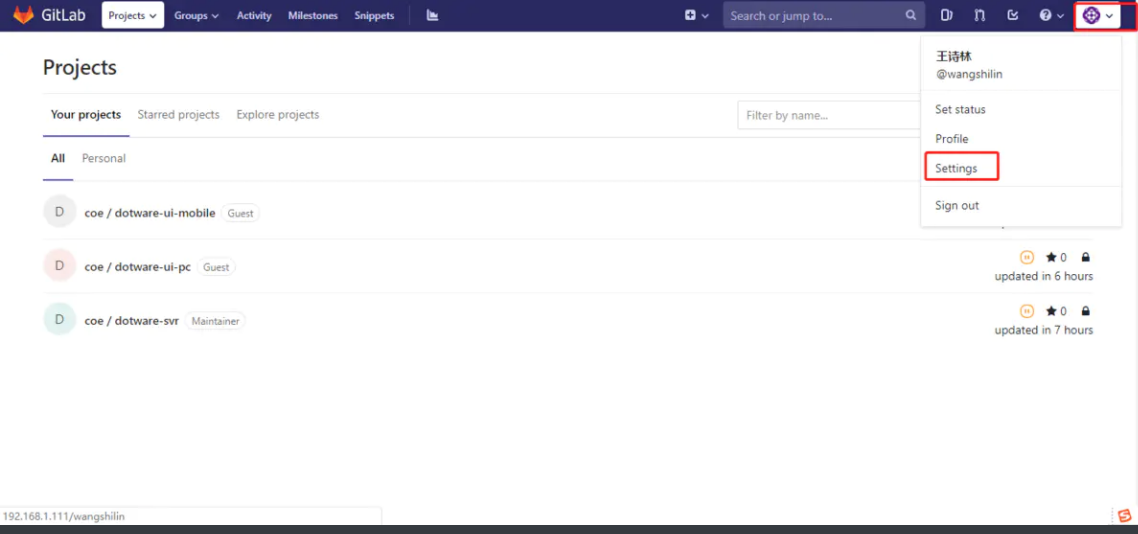 GitLab Projects Groups Activity Milestones Snippets Search or jump to...
王诗林
@wangshilin
Set status
Profile
Settings
Sign out
Projects
Your projects Starred projects Explore projects Filter by name...
All Personal
D coe / dotware-ui-mobile Guest
D coe / dotware-ui-pc Guest 0
updated in 6 hours
D coe / dotware-svr Maintainer 0
updated in 7 hours
192.168.1.111/wangshilin